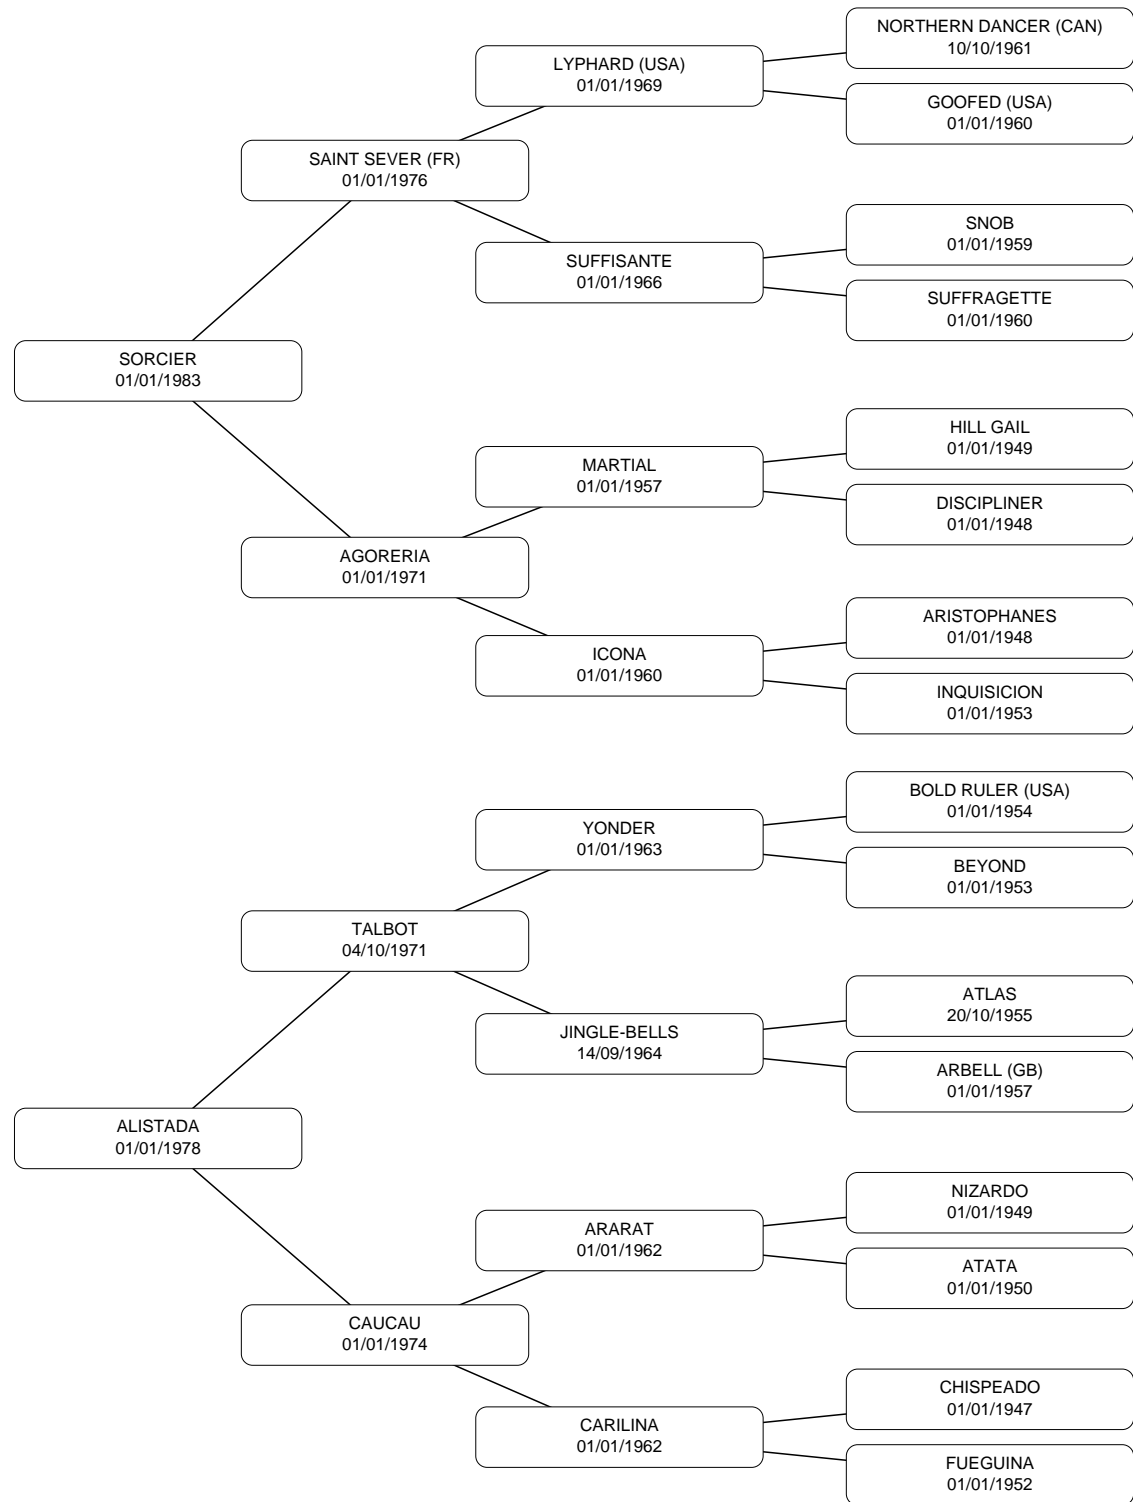 NORTHERN DANCER (CAN)
10/10/1961
LYPHARD (USA)
01/01/1969
GOOFED (USA)
01/01/1960
SAINT SEVER (FR)
01/01/1976
SNOB
01/01/1959
SUFFISANTE
01/01/1966
SUFFRAGETTE
01/01/1960
SORCIER
01/01/1983
HILL GAIL
01/01/1949
MARTIAL
01/01/1957
DISCIPLINER
01/01/1948
AGORERIA
01/01/1971
ARISTOPHANES
01/01/1948
ICONA
01/01/1960
INQUISICION
01/01/1953
BOLD RULER (USA)
01/01/1954
YONDER
01/01/1963
BEYOND
01/01/1953
TALBOT
04/10/1971
ATLAS
20/10/1955
JINGLE-BELLS
14/09/1964
ARBELL (GB)
01/01/1957
ALISTADA
01/01/1978
NIZARDO
01/01/1949
ARARAT
01/01/1962
ATATA
01/01/1950
CAUCAU
01/01/1974
CHISPEADO
01/01/1947
CARILINA
01/01/1962
FUEGUINA
01/01/1952